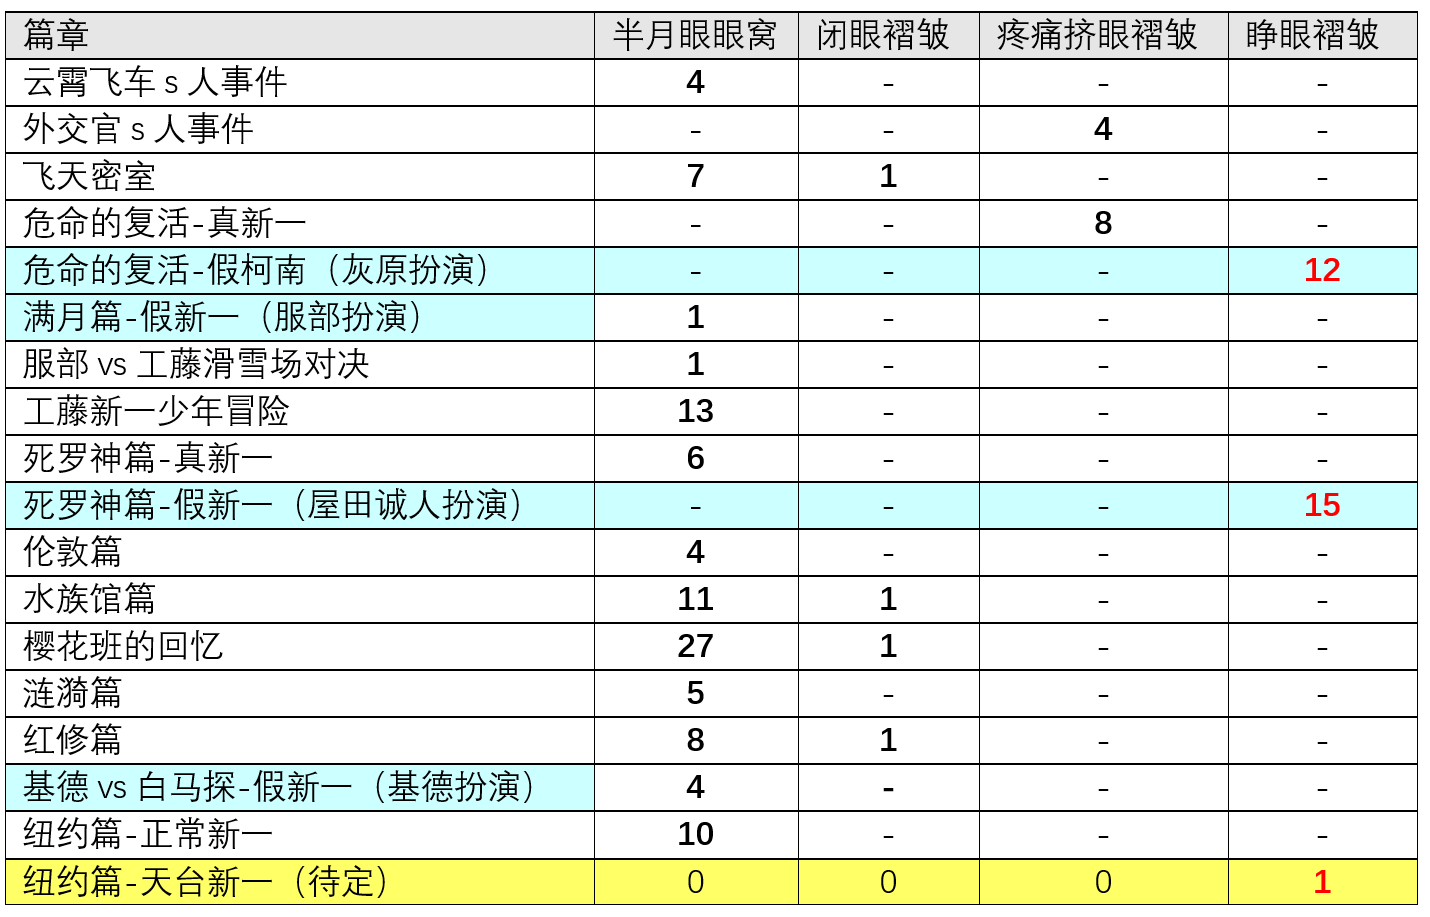 篇章 半月眼眼窝 闭眼褶皱 疼痛挤眼褶皱 睁眼褶皱
云霄飞车 s 人事件 4 - - -
外交官 s 人事件 - - 4 -
飞天密室 7 1 - -
危命的复活-真新一 - - 8 -
危命的复活-假柯南（灰原扮演） - - - 12
满月篇-假新一（服部扮演） 1 - - -
服部 vs 工藤滑雪场对决 1 - - -
工藤新一少年冒险 13 - - -
死罗神篇-真新一 6 - - -
死罗神篇-假新一（屋田诚人扮演） - - - 15
伦敦篇 4 - - -
水族馆篇 11 1 - -
樱花班的回忆 27 1 - -
涟漪篇 5 - - -
红修篇 8 1 - -
基德 vs 白马探-假新一（基德扮演） 4 - - -
纽约篇-正常新一 10 - - -
纽约篇-天台新一（待定） 0 0 0 1